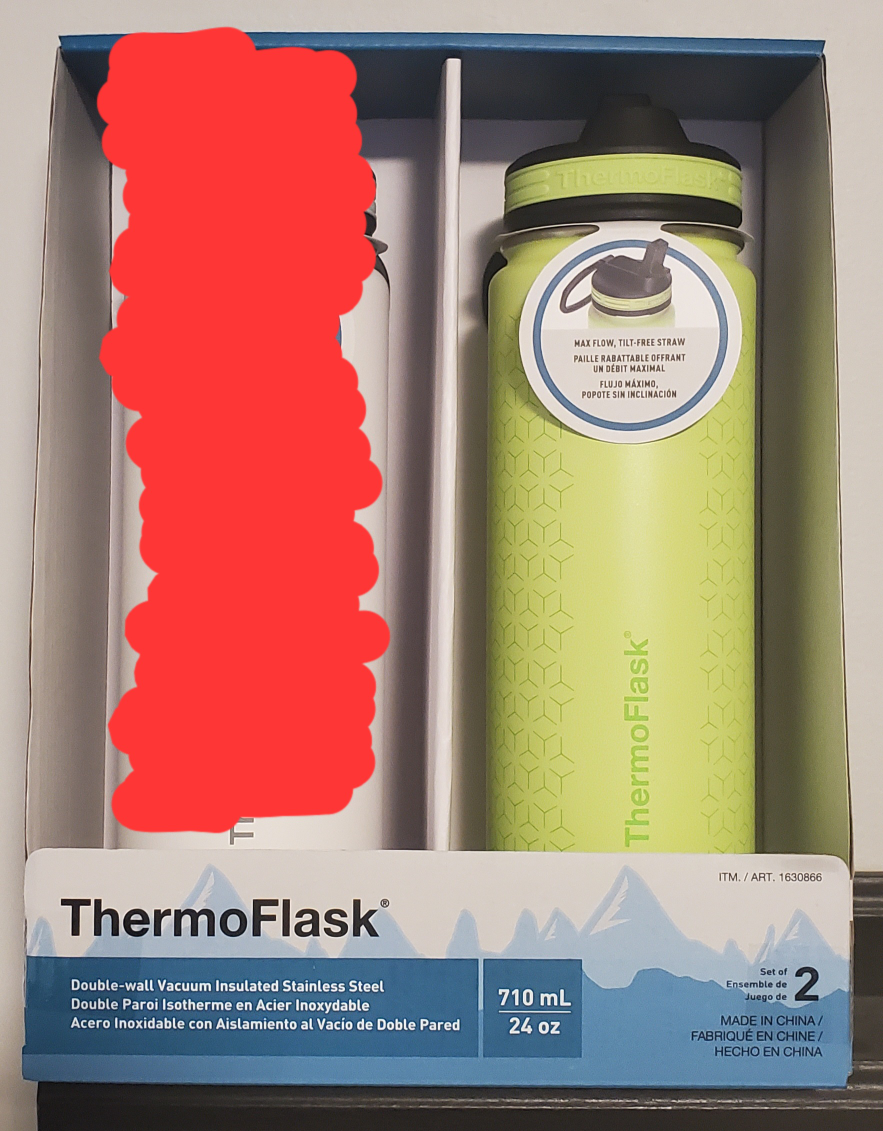 ThermoFlask
MAX FLOW, TILT-FREE STRAW
PAILLE RABATTABLE OFFRANT
UN DÉBIT MAXIMAL
FLUJO MÁXIMO,
POPOTE SIN INCLINACIÓN
ThermoFlask®
ITM. / ART. 1630866
ThermoFlask®
Double-wall Vacuum Insulated Stainless Steel
Double Paroi Isotherme en Acier Inoxydable
Acero Inoxidable con Aislamiento al Vacío de Doble Pared
710 mL
24 oz
Set of
Ensemble de
Juego de
2
MADE IN CHINA /
FABRIQUÉ EN CHINE /
HECHO EN CHINA